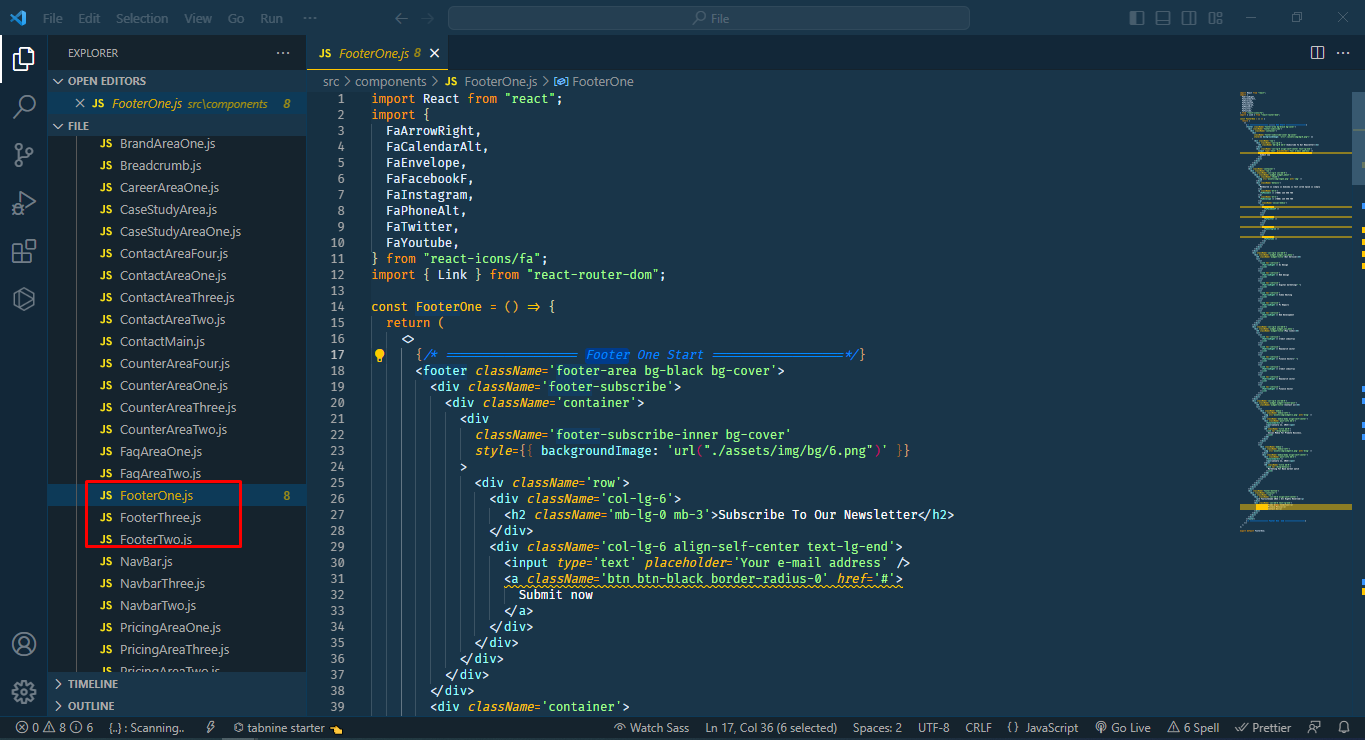 File Edit Selection View Go Run ··· File
EXPLORER ···
OPEN EDITORS
JS FooterOne.js src\components 8
FILE
JS BrandAreaOne.js
JS Breadcrumb.js
JS CareerAreaOne.js
JS CaseStudyArea.js
JS CaseStudyAreaOne.js
JS ContactAreaFour.js
JS ContactAreaOne.js
JS ContactAreaThree.js
JS ContactAreaTwo.js
JS ContactMain.js
JS CounterAreaFour.js
JS CounterAreaOne.js
JS CounterAreaThree.js
JS CounterAreaTwo.js
JS FaqAreaOne.js
JS FaqAreaTwo.js
JS FooterOne.js 8
JS FooterThree.js
JS FooterTwo.js
JS NavBar.js
JS NavbarThree.js
JS NavbarTwo.js
JS PricingAreaOne.js
JS PricingAreaThree.js
JS PricingAreaTwo.js
TIMELINE
OUTLINE
JS FooterOne.js 8
src > components > JS FooterOne.js > FooterOne
1 import React from "react";
2 import {
3 FaArrowRight,
4 FaCalendarAlt,
5 FaEnvelope,
6 FaFacebookF,
7 FaInstagram,
8 FaPhoneAlt,
9 FaTwitter,
10 FaYoutube,
11 } from "react-icons/fa";
12 import { Link } from "react-router-dom";
13
14 const FooterOne = () => {
15 return (
16 <>
17 {/* ================== Footer One Start ==================*/}
18 <footer className='footer-area bg-black bg-cover'>
19 <div className='footer-subscribe'>
20 <div className='container'>
21 <div
22 className='footer-subscribe-inner bg-cover'
23 style={{ backgroundImage: 'url("./assets/img/bg/6.png")' }}
24 >
25 <div className='row'>
26 <div className='col-lg-6'>
27 <h2 className='mb-lg-0 mb-3'>Subscribe To Our Newsletter</h2>
28 </div>
29 <div className='col-lg-6 align-self-center text-lg-end'>
30 <input type='text' placeholder='Your e-mail address' />
31 <a className='btn btn-black border-radius-0' href='#'>
32 Submit now
33 </a>
34 </div>
35 </div>
36 </div>
37 </div>
38 </div>
39 <div className='container'>
0 8 6 {..} : Scanning.. tabnine starter Watch Sass Ln 17, Col 36 (6 selected) Spaces: 2 UTF-8 CRLF {} JavaScript Go Live 6 Spell Prettier